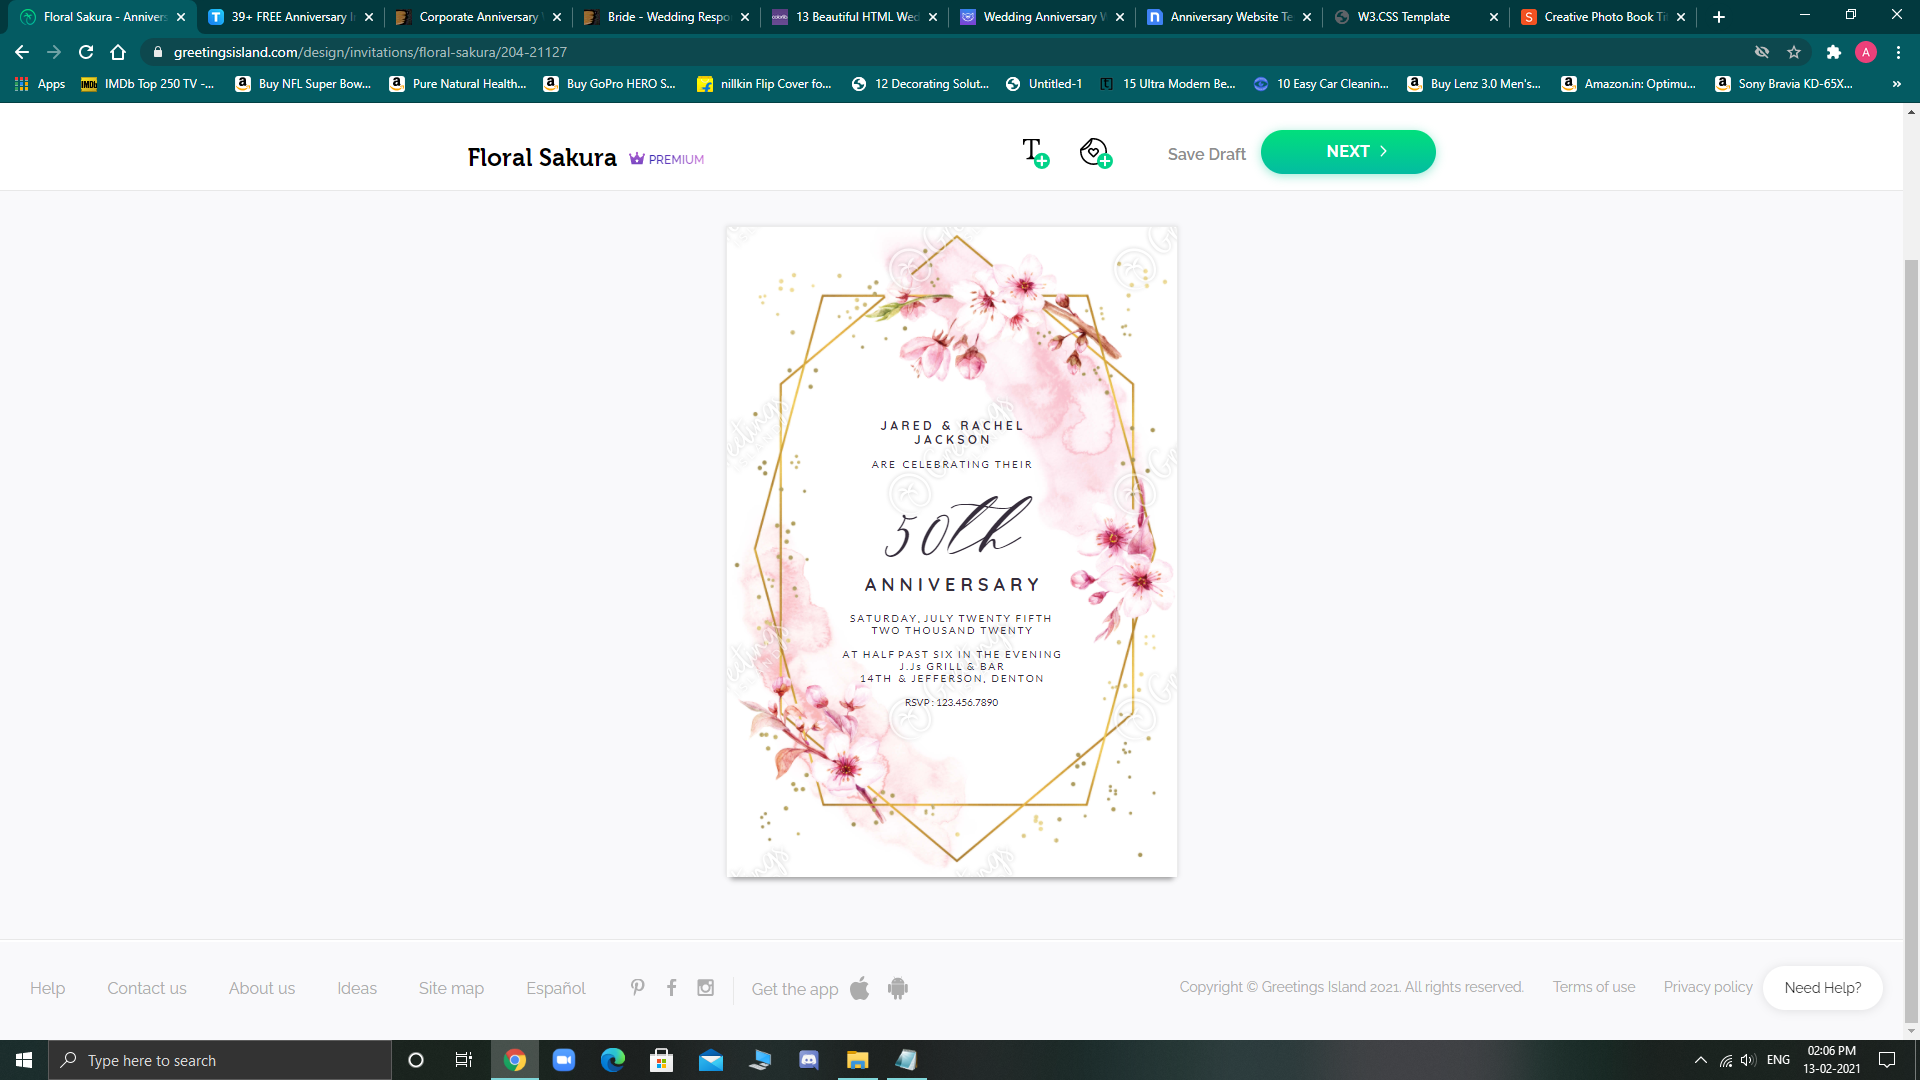 Floral Sakura - Annivers
39+ FREE Anniversary I
Corporate Anniversary
Bride - Wedding Respo
13 Beautiful HTML Wed
Wedding Anniversary W
Anniversary Website Te
W3.CSS Template
Creative Photo Book Ti
greetingsisland.com/design/invitations/floral-sakura/204-21127
A
Apps
IMDb Top 250 TV -...
Buy NFL Super Bow...
Pure Natural Health...
Buy GoPro HERO S...
nillkin Flip Cover fo...
12 Decorating Solut...
Untitled-1
15 Ultra Modern Be...
10 Easy Car Cleanin...
Buy Lenz 3.0 Men's...
Amazon.in: Optimu...
Sony Bravia KD-65X...
»
Floral Sakura
PREMIUM
Save Draft
NEXT
JARED & RACHEL
JACKSON
ARE CELEBRATING THEIR
50th
ANNIVERSARY
SATURDAY, JULY TWENTY FIFTH
TWO THOUSAND TWENTY
AT HALF PAST SIX IN THE EVENING
J.Js GRILL & BAR
14TH & JEFFERSON, DENTON
RSVP : 123.456.7890
Help
Contact us
About us
Ideas
Site map
Español
Get the app
Copyright © Greetings Island 2021. All rights reserved.
Terms of use
Privacy policy
Need Help?
Type here to search
ENG
02:06 PM
13-02-2021